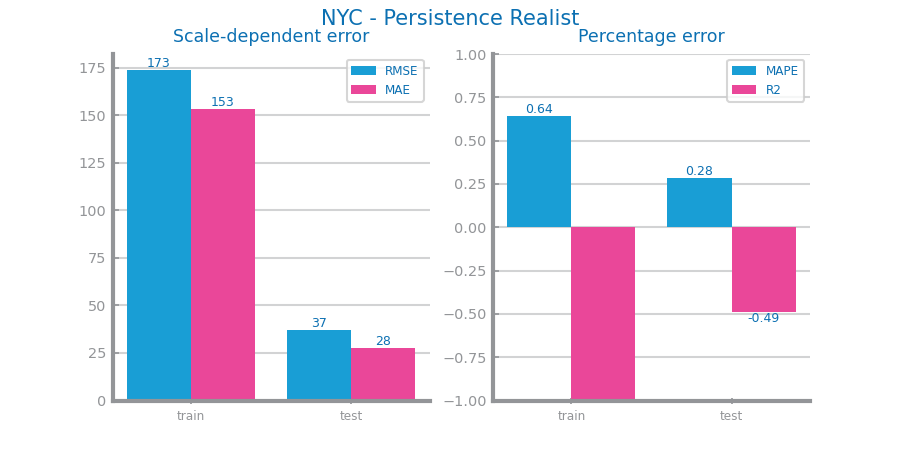 NYC - Persistence Realist
Scale-dependent error
175
150
125
100
75
50
25
0
173
153
37
28
RMSE
MAE
train
test
Percentage error
1.00
0.75
0.50
0.25
0.00
−0.25
−0.50
−0.75
−1.00
0.64
0.28
-0.49
MAPE
R2
train
test